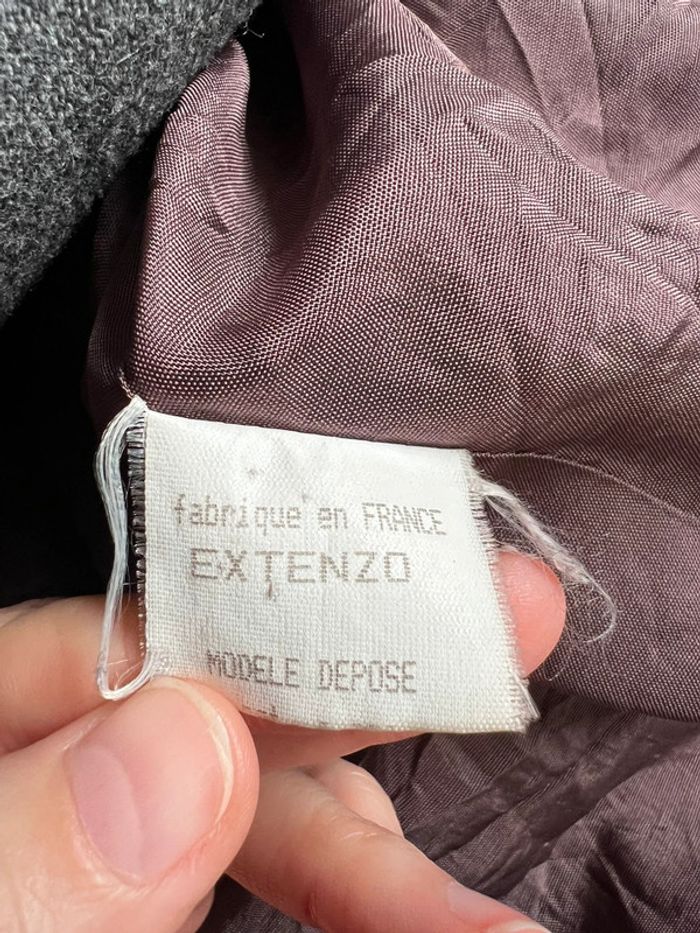 fabrique en FRANCE
EXTENZO
MODELE DEPOSE